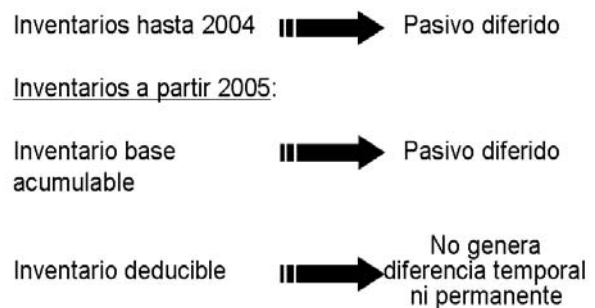 Inventarios hasta 2004 Pasivo diferido
Inventarios a partir 2005:
Inventario base Pasivo diferido
acumulable
Inventario deducible No genera
diferencia temporal
ni permanente